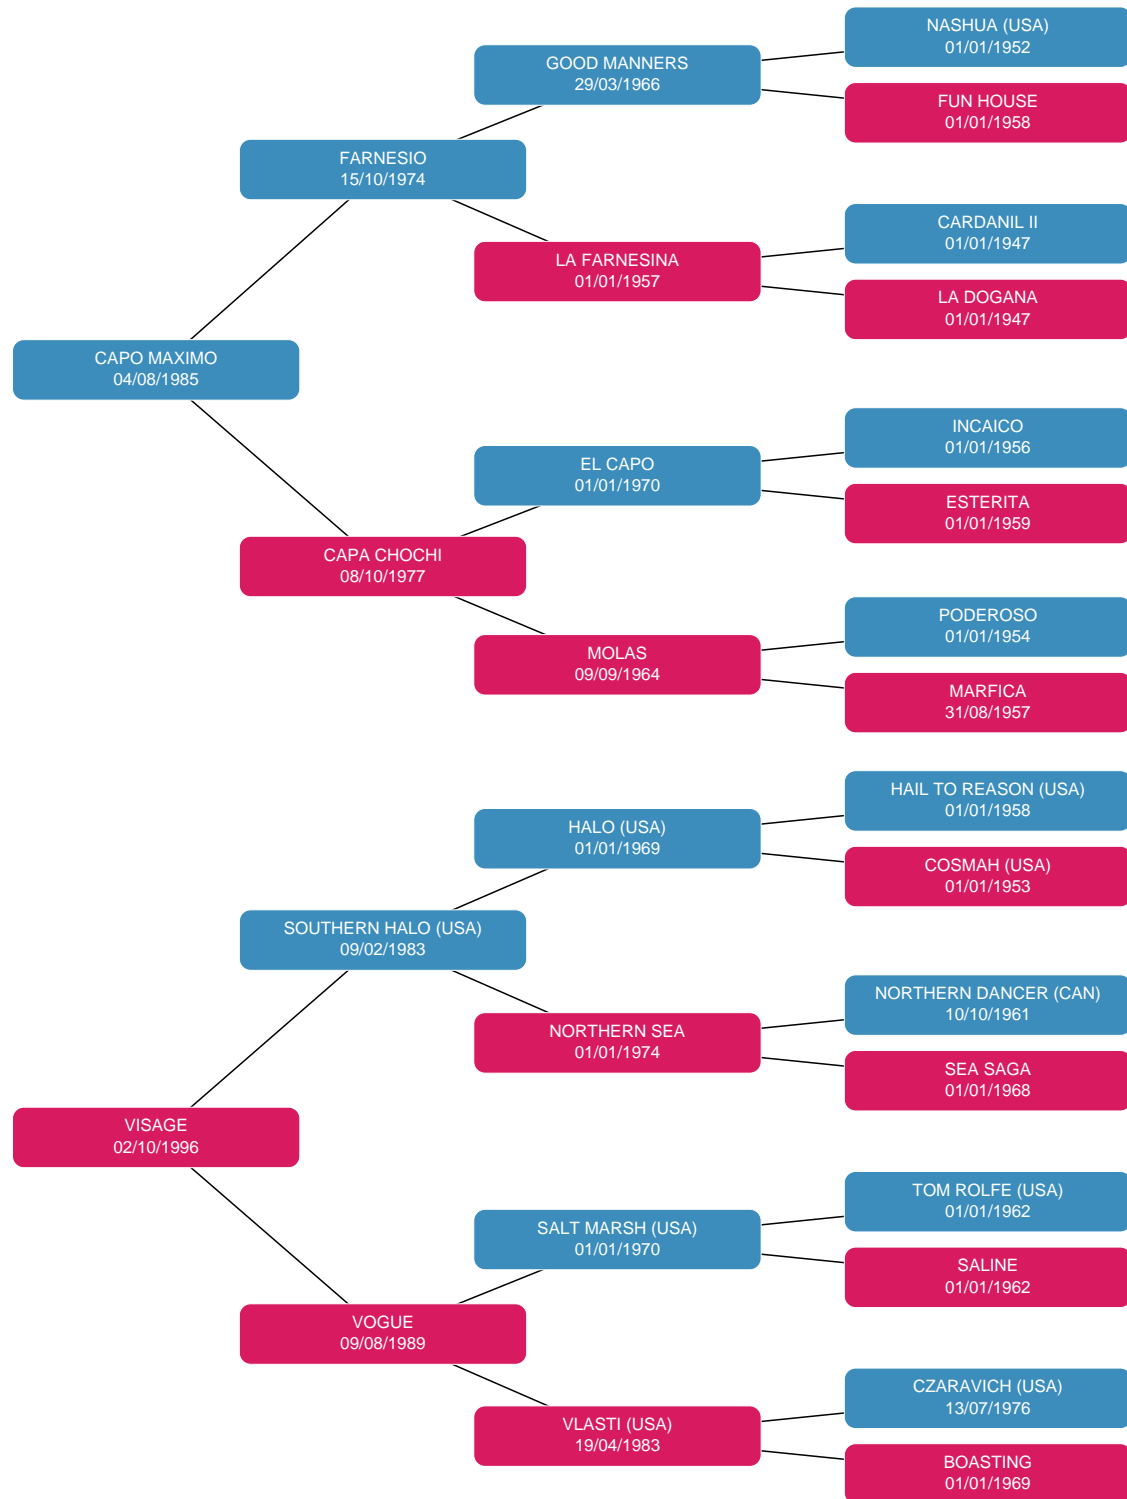 NASHUA (USA)
01/01/1952
GOOD MANNERS
29/03/1966
FUN HOUSE
01/01/1958
FARNESIO
15/10/1974
CARDANIL II
01/01/1947
LA FARNESINA
01/01/1957
LA DOGANA
01/01/1947
CAPO MAXIMO
04/08/1985
INCAICO
01/01/1956
EL CAPO
01/01/1970
ESTERITA
01/01/1959
CAPA CHOCHI
08/10/1977
PODEROSO
01/01/1954
MOLAS
09/09/1964
MARFICA
31/08/1957
HAIL TO REASON (USA)
01/01/1958
HALO (USA)
01/01/1969
COSMAH (USA)
01/01/1953
SOUTHERN HALO (USA)
09/02/1983
NORTHERN DANCER (CAN)
10/10/1961
NORTHERN SEA
01/01/1974
SEA SAGA
01/01/1968
VISAGE
02/10/1996
TOM ROLFE (USA)
01/01/1962
SALT MARSH (USA)
01/01/1970
SALINE
01/01/1962
VOGUE
09/08/1989
CZARAVICH (USA)
13/07/1976
VLASTI (USA)
19/04/1983
BOASTING
01/01/1969